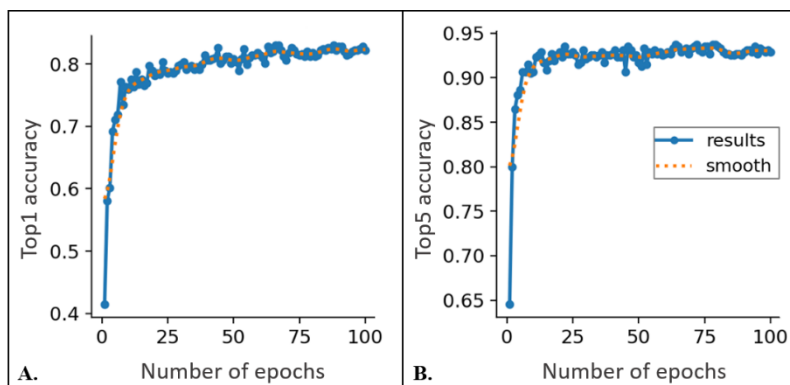 Top1 accuracy
0.8
0.7
0.6
0.5
0.4
0
25
50
75
100
Number of epochs
A.
Top5 accuracy
0.95
0.90
0.85
0.80
0.75
0.70
0.65
results
smooth
0
25
50
75
100
Number of epochs
B.